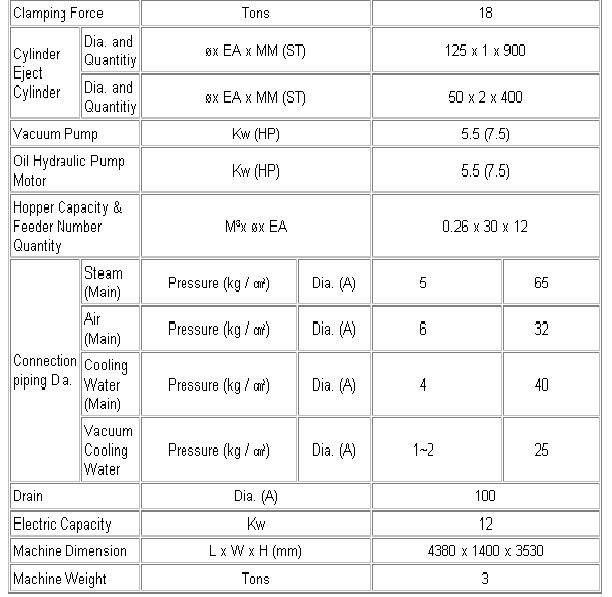 Clamping Force Tons 18
Cylinder Eject Cylinder Dia. and Quantitiy øx EA x MM (ST) 125 x 1 x 900
Dia. and Quantitiy øx EA x MM (ST) 50 x 2 x 400
Vacuum Pump Kw (HP) 5.5 (7.5)
Oil Hydraulic Pump Motor Kw (HP) 5.5 (7.5)
Hopper Capacity & Feeder Number Quantity M³x øx EA 0.26 x 30 x 12
Connection piping Dia. Steam (Main) Pressure (kg / ㎠) Dia. (A) 5 65
Air (Main) Pressure (kg / ㎠) Dia. (A) 6 32
Cooling Water (Main) Pressure (kg / ㎠) Dia. (A) 4 40
Vacuum Cooling Water Pressure (kg / ㎠) Dia. (A) 1~2 25
Drain Dia. (A) 100
Electric Capacity Kw 12
Machine Dimension L x W x H (mm) 4380 x 1400 x 3530
Machine Weight Tons 3